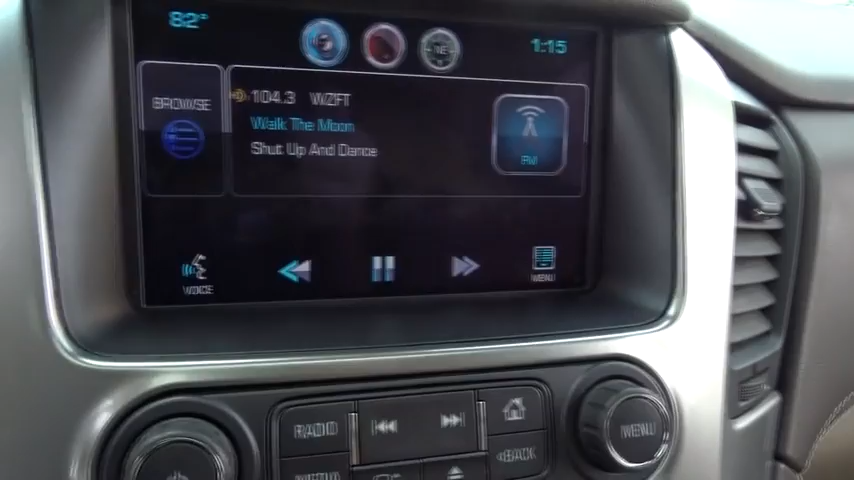 82° 1:15
BROWSE
104.3 WZFT
Walk The Moon
Shut Up And Dance
FM
VOICE
MENU
RADIO
MENU
BACK